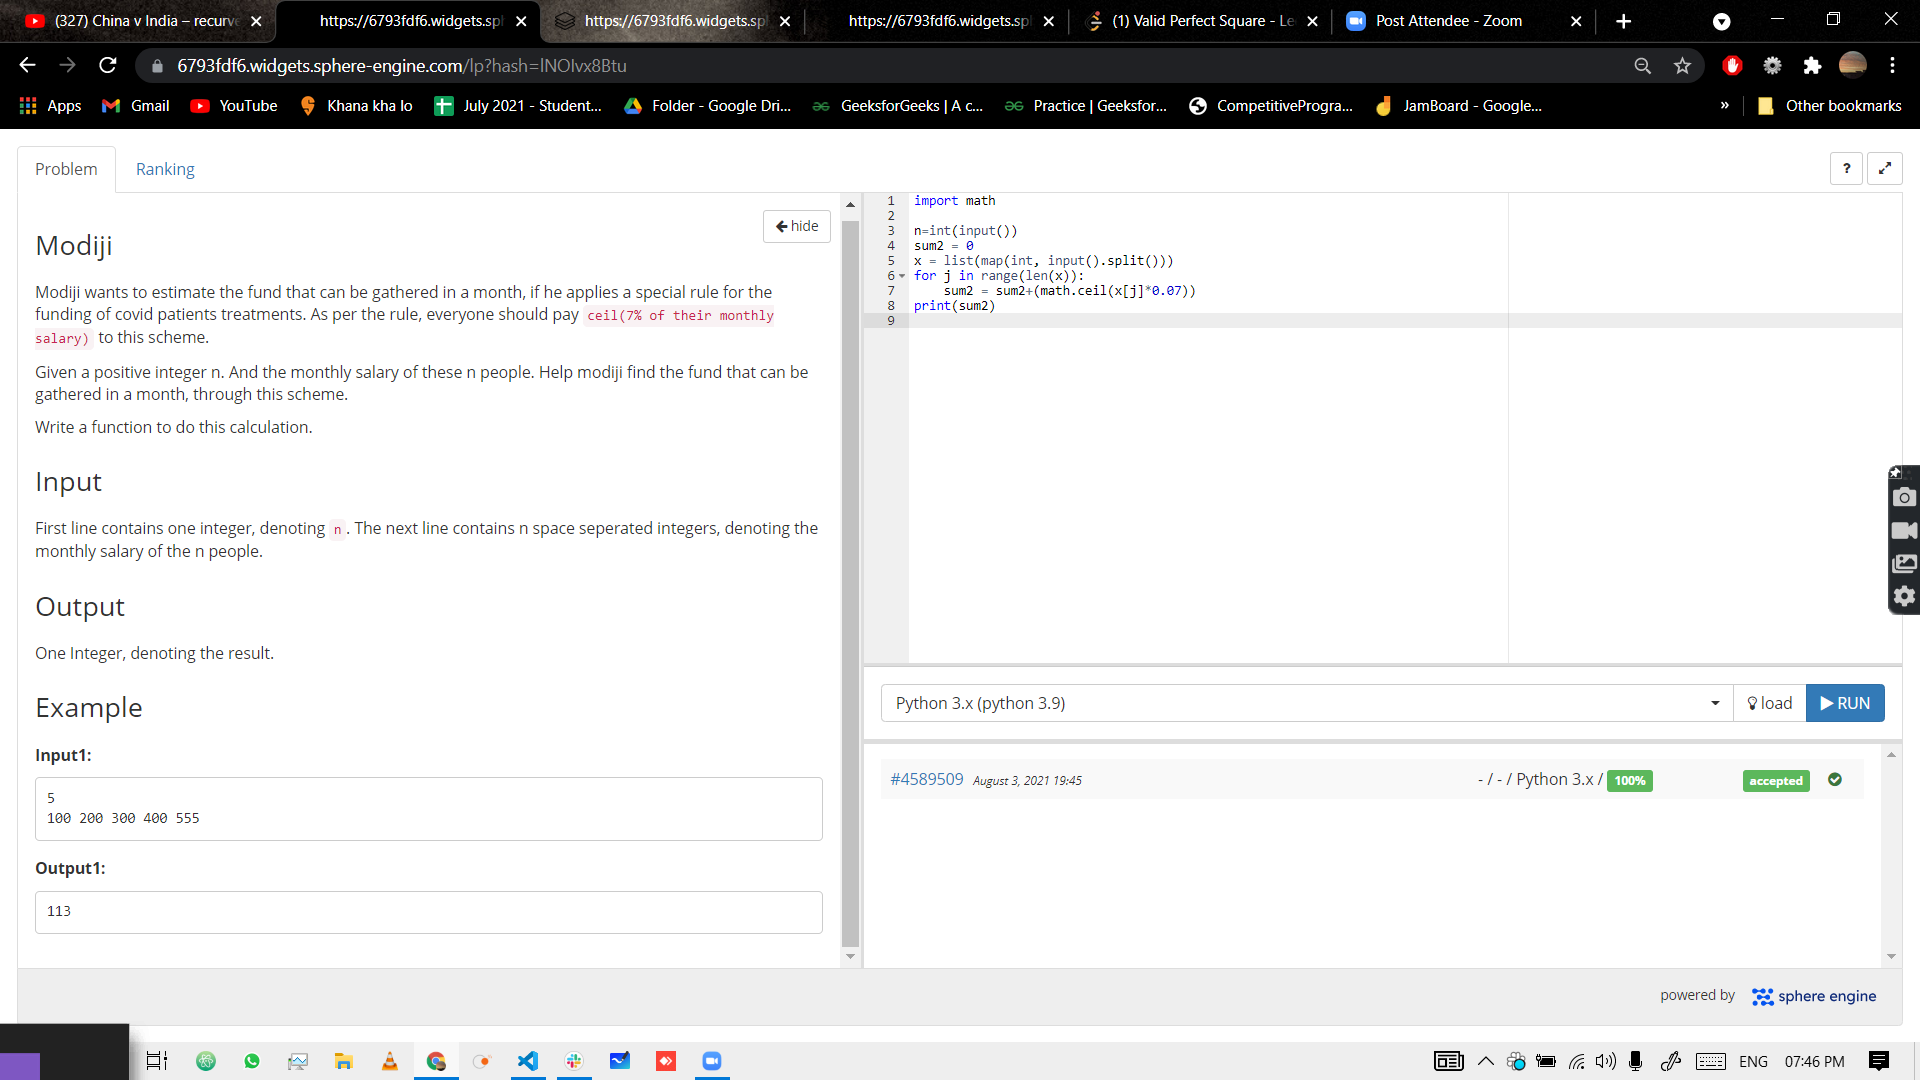 (327) China v India – recurve
https://6793fdf6.widgets.sp
https://6793fdf6.widgets.sp
https://6793fdf6.widgets.sp
(1) Valid Perfect Square - Le
Post Attendee - Zoom
6793fdf6.widgets.sphere-engine.com/lp?hash=lNOlvx8Btu
Apps
Gmail
YouTube
Khana kha lo
July 2021 - Student...
Folder - Google Dri...
GeeksforGeeks | A c...
Practice | Geeksfor...
CompetitiveProgra...
JamBoard - Google...
»
Other bookmarks
Problem
Ranking
?
hide
Modiji
Modiji wants to estimate the fund that can be gathered in a month, if he applies a special rule for the
funding of covid patients treatments. As per the rule, everyone should pay ceil(7% of their monthly
salary) to this scheme.
Given a positive integer n. And the monthly salary of these n people. Help modiji find the fund that can be
gathered in a month, through this scheme.
Write a function to do this calculation.
Input
First line contains one integer, denoting n . The next line contains n space seperated integers, denoting the
monthly salary of the n people.
Output
One Integer, denoting the result.
Example
Input1:
5
100 200 300 400 555
Output1:
113
1 import math
2
3 n=int(input())
4 sum2 = 0
5 x = list(map(int, input().split()))
6 for j in range(len(x)):
7     sum2 = sum2+(math.ceil(x[j]*0.07))
8 print(sum2)
9
Python 3.x (python 3.9)
load
RUN
#4589509 August 3, 2021 19:45
- / - / Python 3.x / 100%
accepted
powered by sphere engine
ENG
07:46 PM